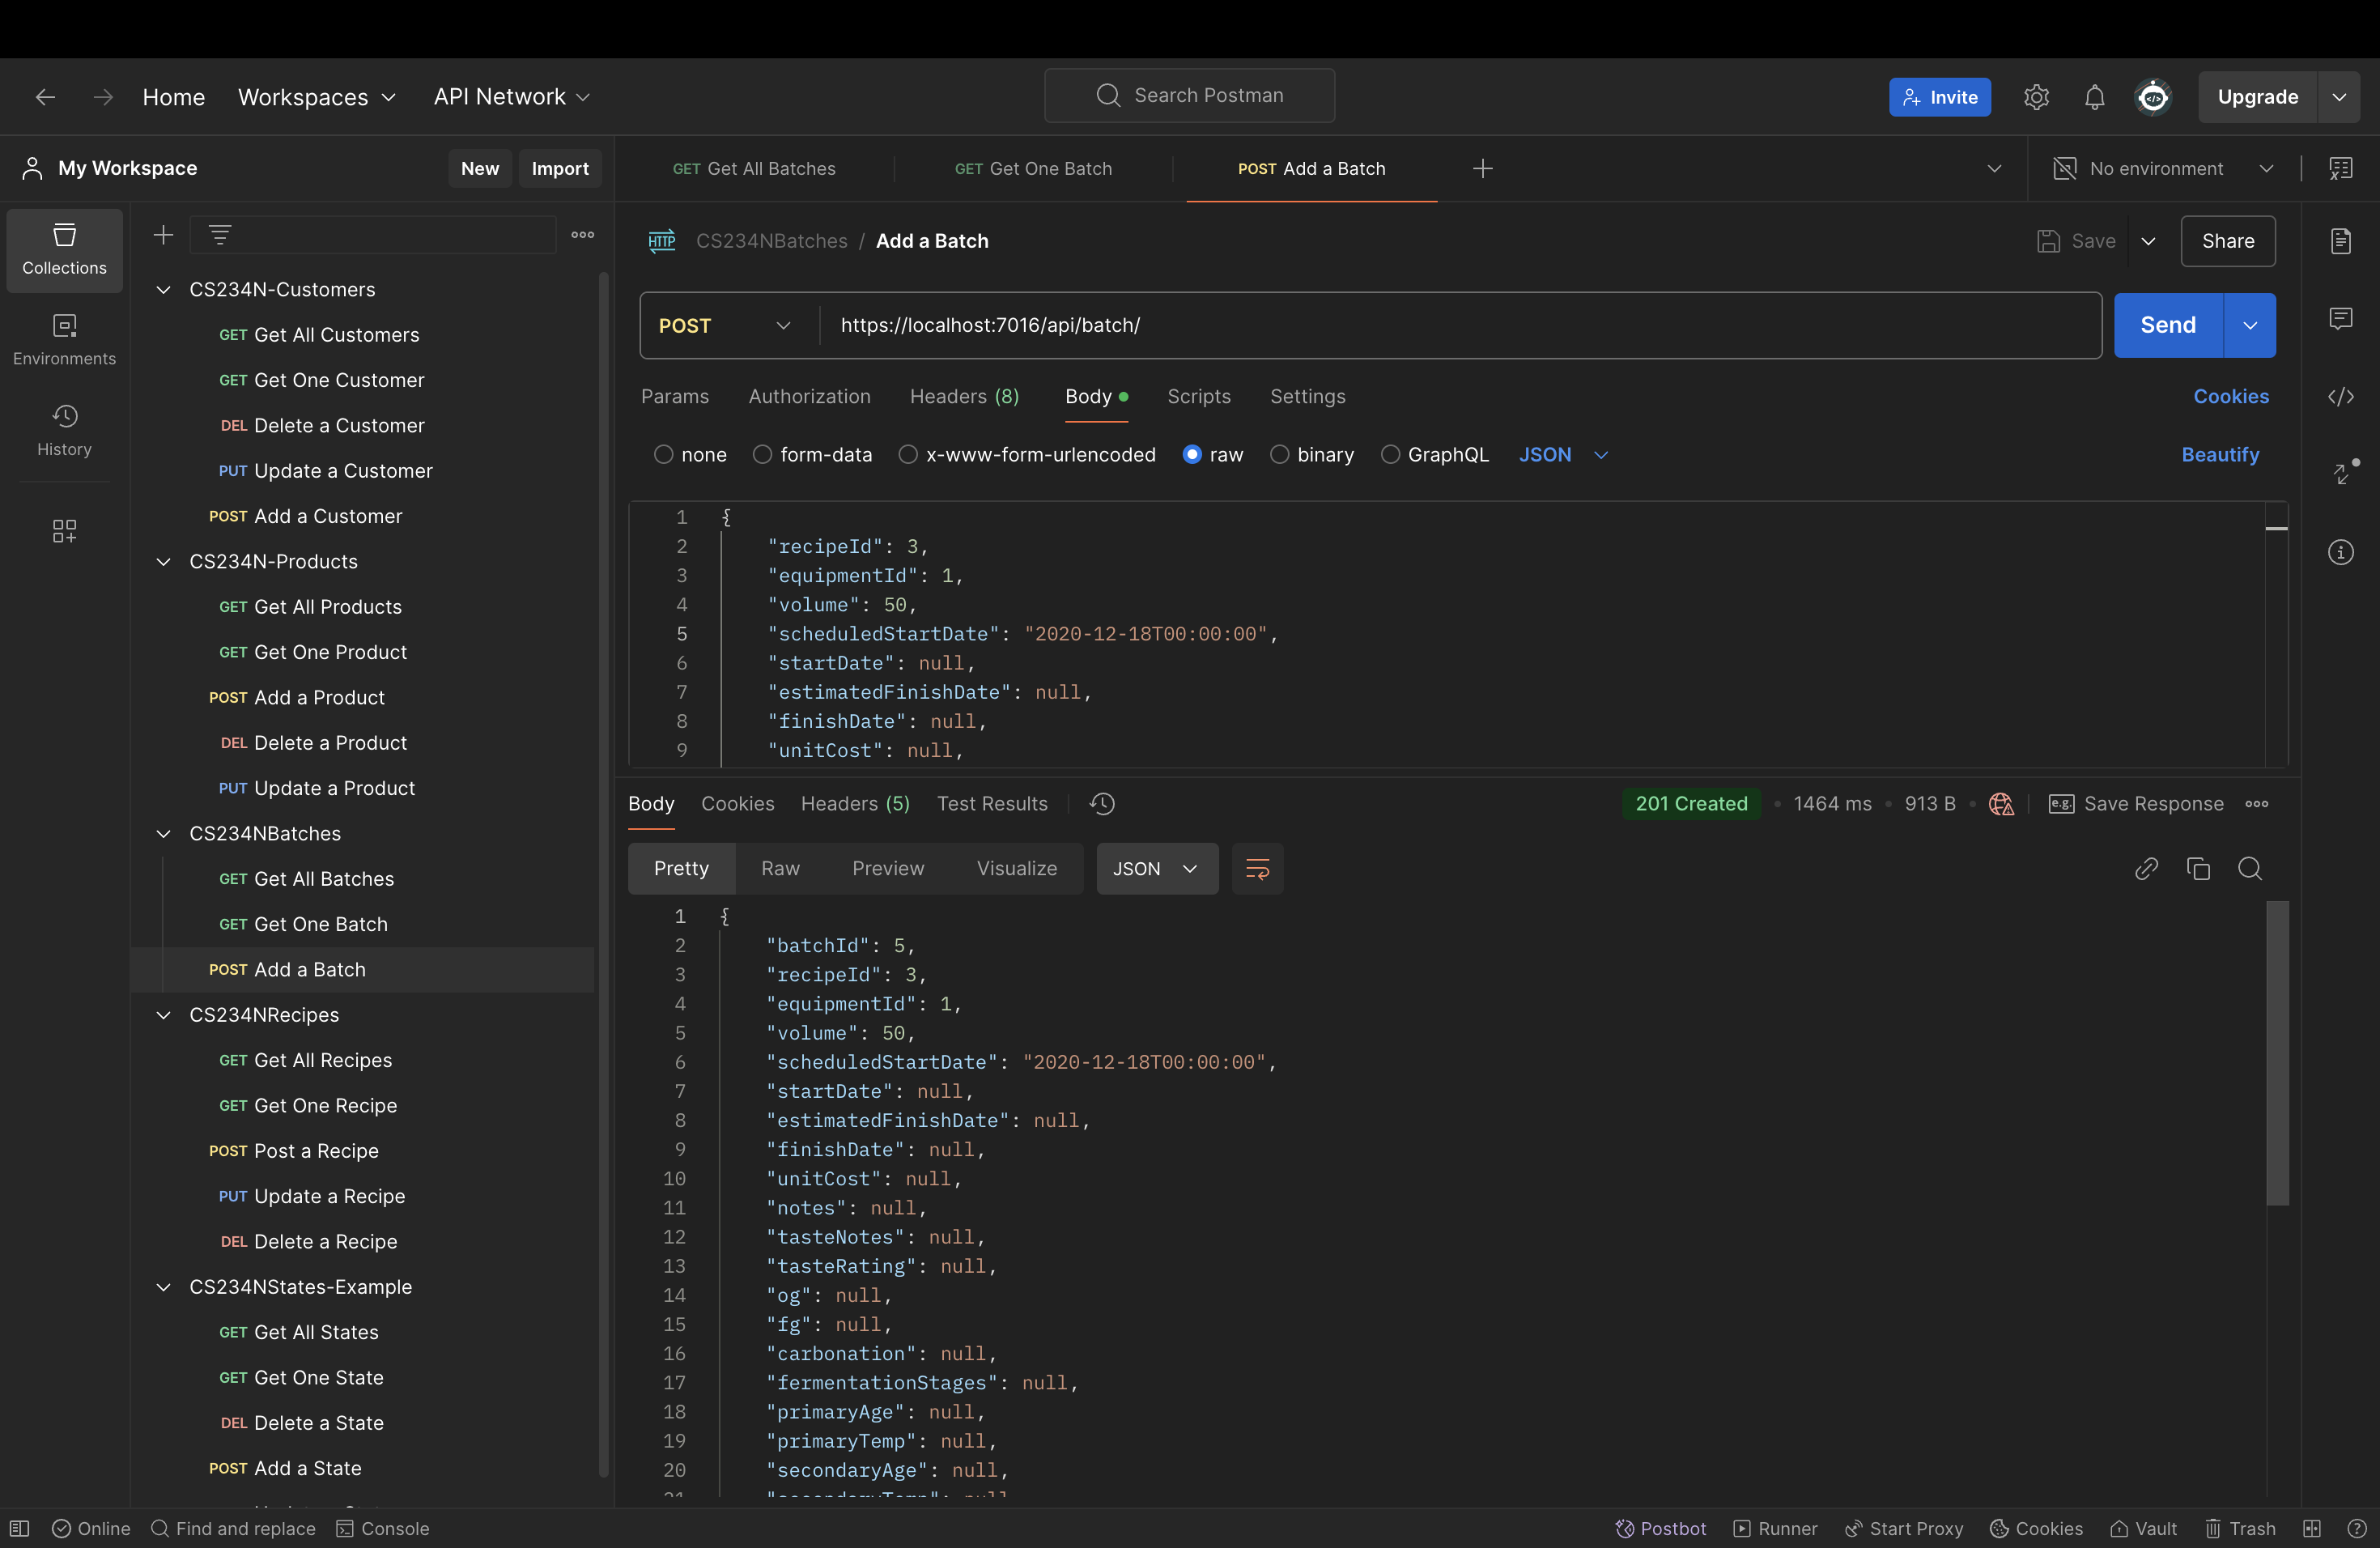 Home Workspaces API Network Search Postman Invite Upgrade
My Workspace New Import
GET Get All Batches GET Get One Batch POST Add a Batch No environment
Collections
Environments
History
CS234N-Customers
GET Get All Customers
GET Get One Customer
DEL Delete a Customer
PUT Update a Customer
POST Add a Customer
CS234N-Products
GET Get All Products
GET Get One Product
POST Add a Product
DEL Delete a Product
PUT Update a Product
CS234NBatches
GET Get All Batches
GET Get One Batch
POST Add a Batch
CS234NRecipes
GET Get All Recipes
GET Get One Recipe
POST Post a Recipe
PUT Update a Recipe
DEL Delete a Recipe
CS234NStates-Example
GET Get All States
GET Get One State
DEL Delete a State
POST Add a State
HTTP CS234NBatches / Add a Batch Save Share
POST https://localhost:7016/api/batch/ Send
Params Authorization Headers (8) Body Scripts Settings Cookies
none form-data x-www-form-urlencoded raw binary GraphQL JSON Beautify
1 {
2 "recipeId": 3,
3 "equipmentId": 1,
4 "volume": 50,
5 "scheduledStartDate": "2020-12-18T00:00:00",
6 "startDate": null,
7 "estimatedFinishDate": null,
8 "finishDate": null,
9 "unitCost": null,
Body Cookies Headers (5) Test Results 201 Created 1464 ms 913 B e.g. Save Response
Pretty Raw Preview Visualize JSON
1 {
2 "batchId": 5,
3 "recipeId": 3,
4 "equipmentId": 1,
5 "volume": 50,
6 "scheduledStartDate": "2020-12-18T00:00:00",
7 "startDate": null,
8 "estimatedFinishDate": null,
9 "finishDate": null,
10 "unitCost": null,
11 "notes": null,
12 "tasteNotes": null,
13 "tasteRating": null,
14 "og": null,
15 "fg": null,
16 "carbonation": null,
17 "fermentationStages": null,
18 "primaryAge": null,
19 "primaryTemp": null,
20 "secondaryAge": null,
Online Find and replace Console Postbot Runner Start Proxy Cookies Vault Trash